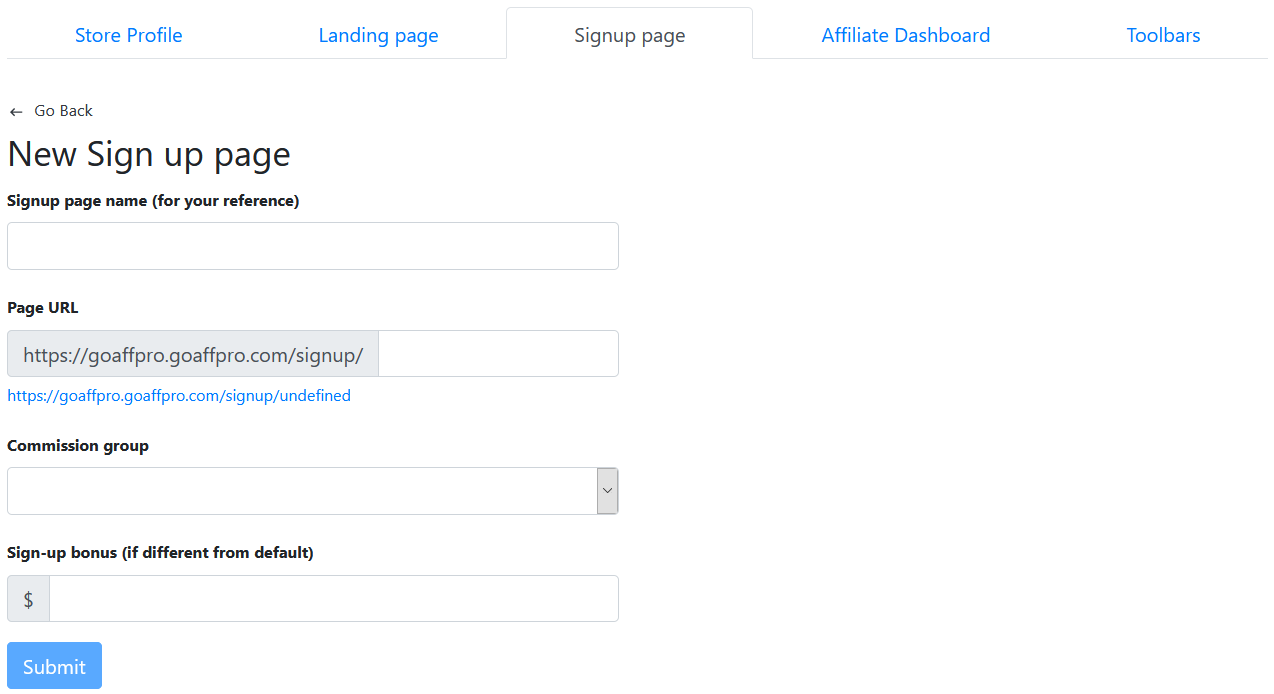 Store Profile
Landing page
Signup page
Affiliate Dashboard
Toolbars
← Go Back
New Sign up page
Signup page name (for your reference)
Page URL
https://goaffpro.goaffpro.com/signup/
https://goaffpro.goaffpro.com/signup/undefined
Commission group
Sign-up bonus (if different from default)
$
Submit